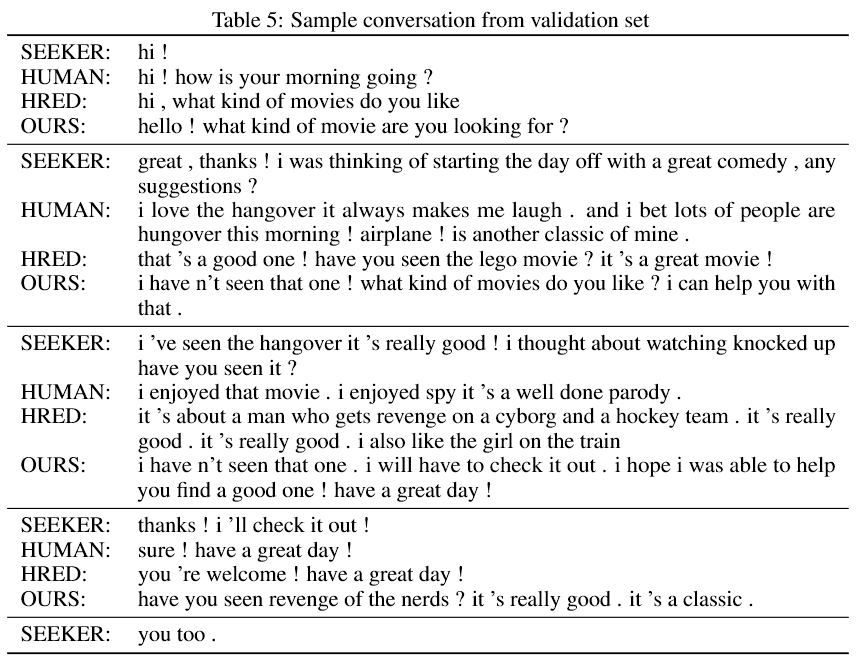 Table 5: Sample conversation from validation set
SEEKER: hi !
HUMAN: hi ! how is your morning going ?
HRED: hi , what kind of movies do you like
OURS: hello ! what kind of movie are you looking for ?
SEEKER: great , thanks ! i was thinking of starting the day off with a great comedy , any
suggestions ?
HUMAN: i love the hangover it always makes me laugh . and i bet lots of people are
hungover this morning ! airplane ! is another classic of mine .
HRED: that 's a good one ! have you seen the lego movie ? it 's a great movie !
OURS: i have n't seen that one ! what kind of movies do you like ? i can help you with
that .
SEEKER: i 've seen the hangover it 's really good ! i thought about watching knocked up
have you seen it ?
HUMAN: i enjoyed that movie . i enjoyed spy it 's a well done parody .
HRED: it 's about a man who gets revenge on a cyborg and a hockey team . it 's really
good . it 's really good . i also like the girl on the train
OURS: i have n't seen that one . i will have to check it out . i hope i was able to help
you find a good one ! have a great day !
SEEKER: thanks ! i 'll check it out !
HUMAN: sure ! have a great day !
HRED: you 're welcome ! have a great day !
OURS: have you seen revenge of the nerds ? it 's really good . it 's a classic .
SEEKER: you too .